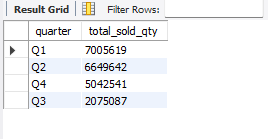 Result Grid Filter Rows:
quarter total_sold_qty
Q1 7005619
Q2 6649642
Q4 5042541
Q3 2075087